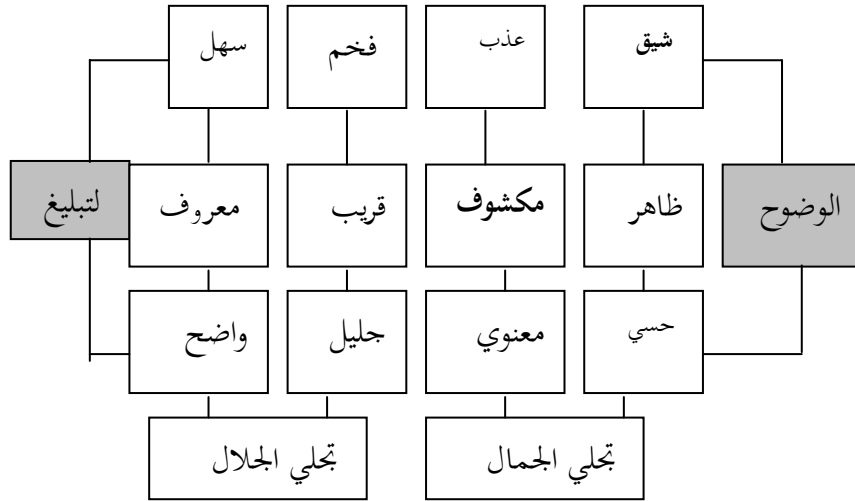 شيق عذب فخم سهل
الوضوح ظاهر مكشوف قريب معروف لتبليغ
حسي معنوي جليل واضح
تجلي الجمال تجلي الجلال